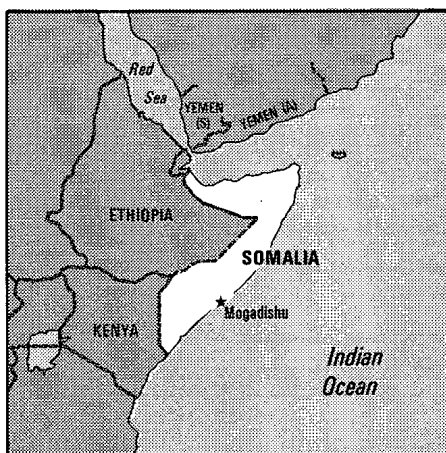 Red
Sea
YEMEN
(S)
YEMEN (A)
ETHIOPIA
SOMALIA
Mogadishu
KENYA
Indian
Ocean